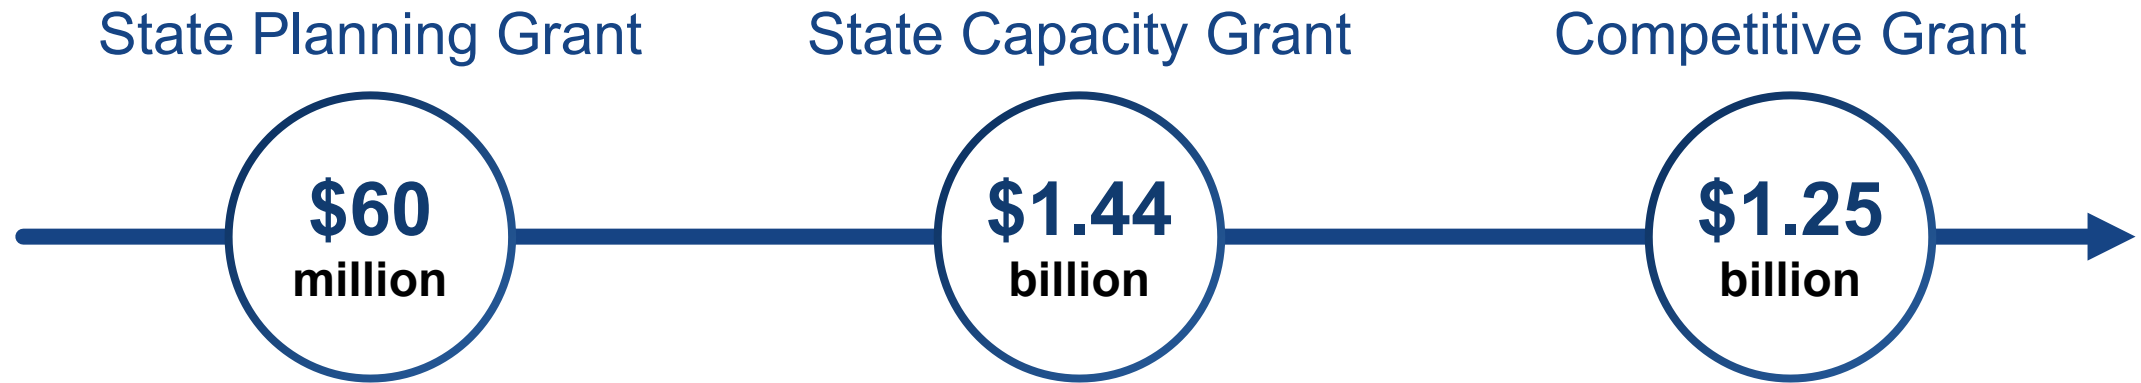 State Planning Grant
$60
million
State Capacity Grant
$1.44
billion
Competitive Grant
$1.25
billion